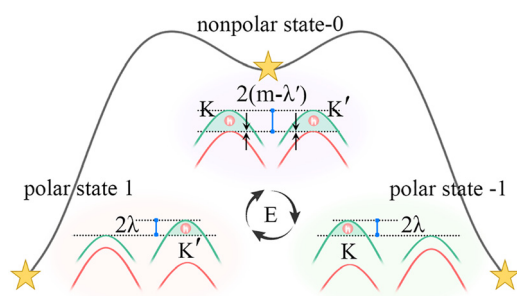 nonpolar state-0
2(m-λ′)
K K′
polar state 1
polar state -1
2λ
E
2λ
K′
K